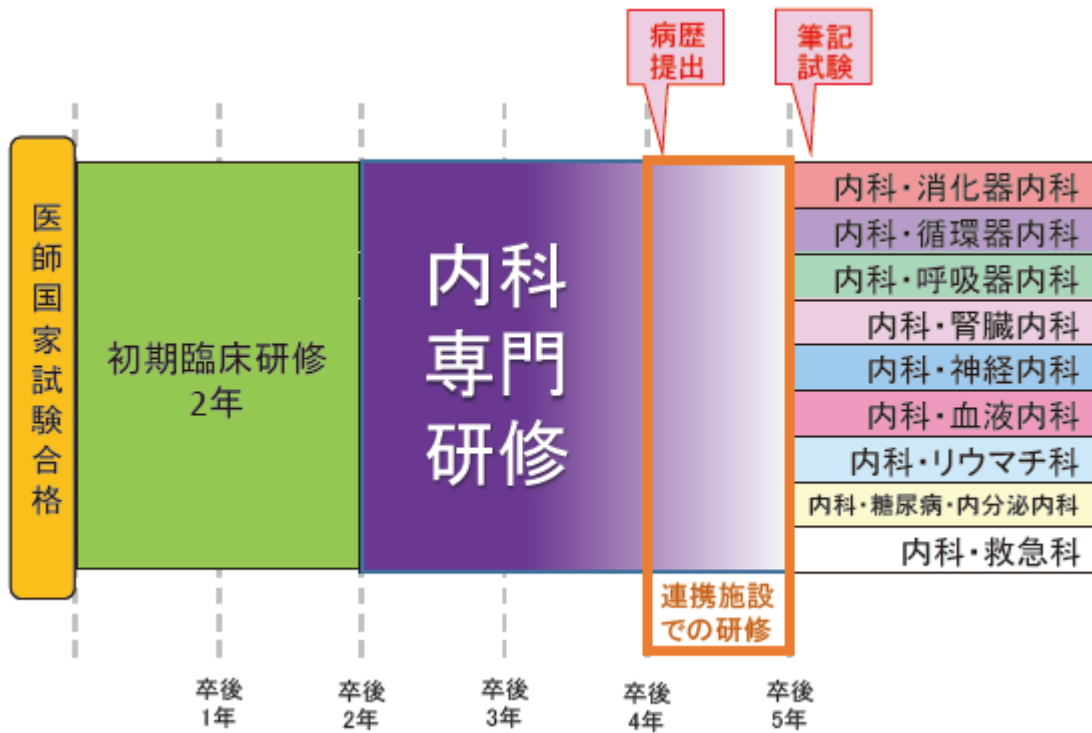 病歴
提出
筆記
試験
医師国家試験合格
初期臨床研修
2年
内科
専門
研修
内科・消化器内科
内科・循環器内科
内科・呼吸器内科
内科・腎臓内科
内科・神経内科
内科・血液内科
内科・リウマチ科
内科・糖尿病・内分泌内科
内科・救急科
連携施設
での研修
卒後
1年
卒後
2年
卒後
3年
卒後
4年
卒後
5年